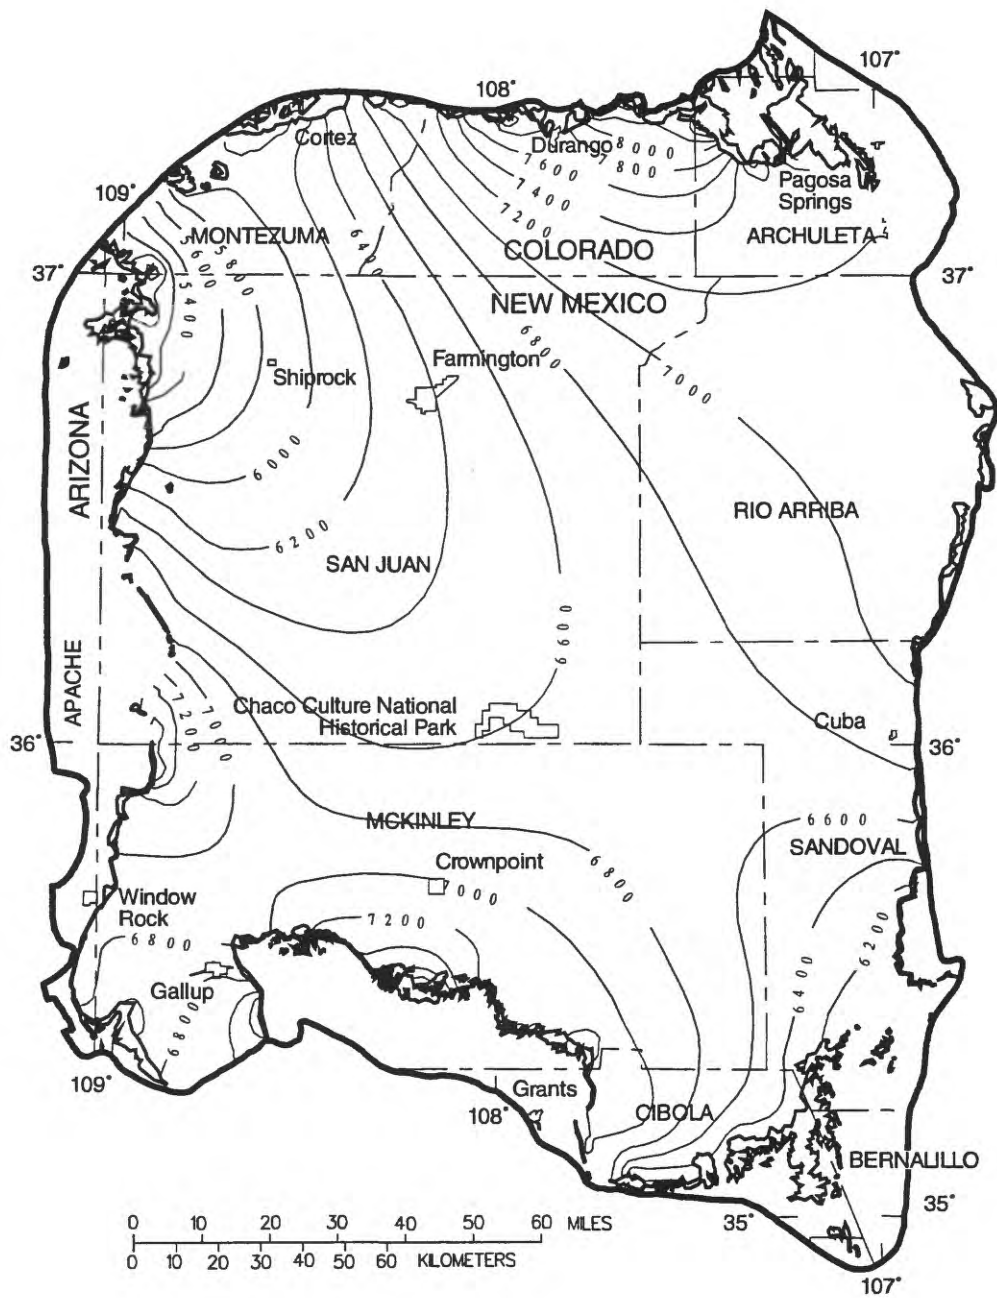 107°
108°
Cortez
Durango
8000
7600
7800
7400
7200
Pagosa
Springs
109°
MONTEZUMA
6400
COLORADO
ARCHULETA
5800
5400
37°
37°
NEW MEXICO
6800
Farmington
Shiprock
7000
ARIZONA
6000
RIO ARRIBA
6200
SAN JUAN
6600
APACHE
7000
7200
Chaco Culture National
Historical Park
Cuba
36°
36°
MCKINLEY
6600
SANDOVAL
Crownpoint
7000
6800
7200
Window
Rock
6800
6200
6400
Gallup
6800
109°
Grants
108°
CIBOLA
BERNALILLO
35°
35°
0 10 20 30 40 50 60 MILES
0 10 20 30 40 50 60 KILOMETERS
107°